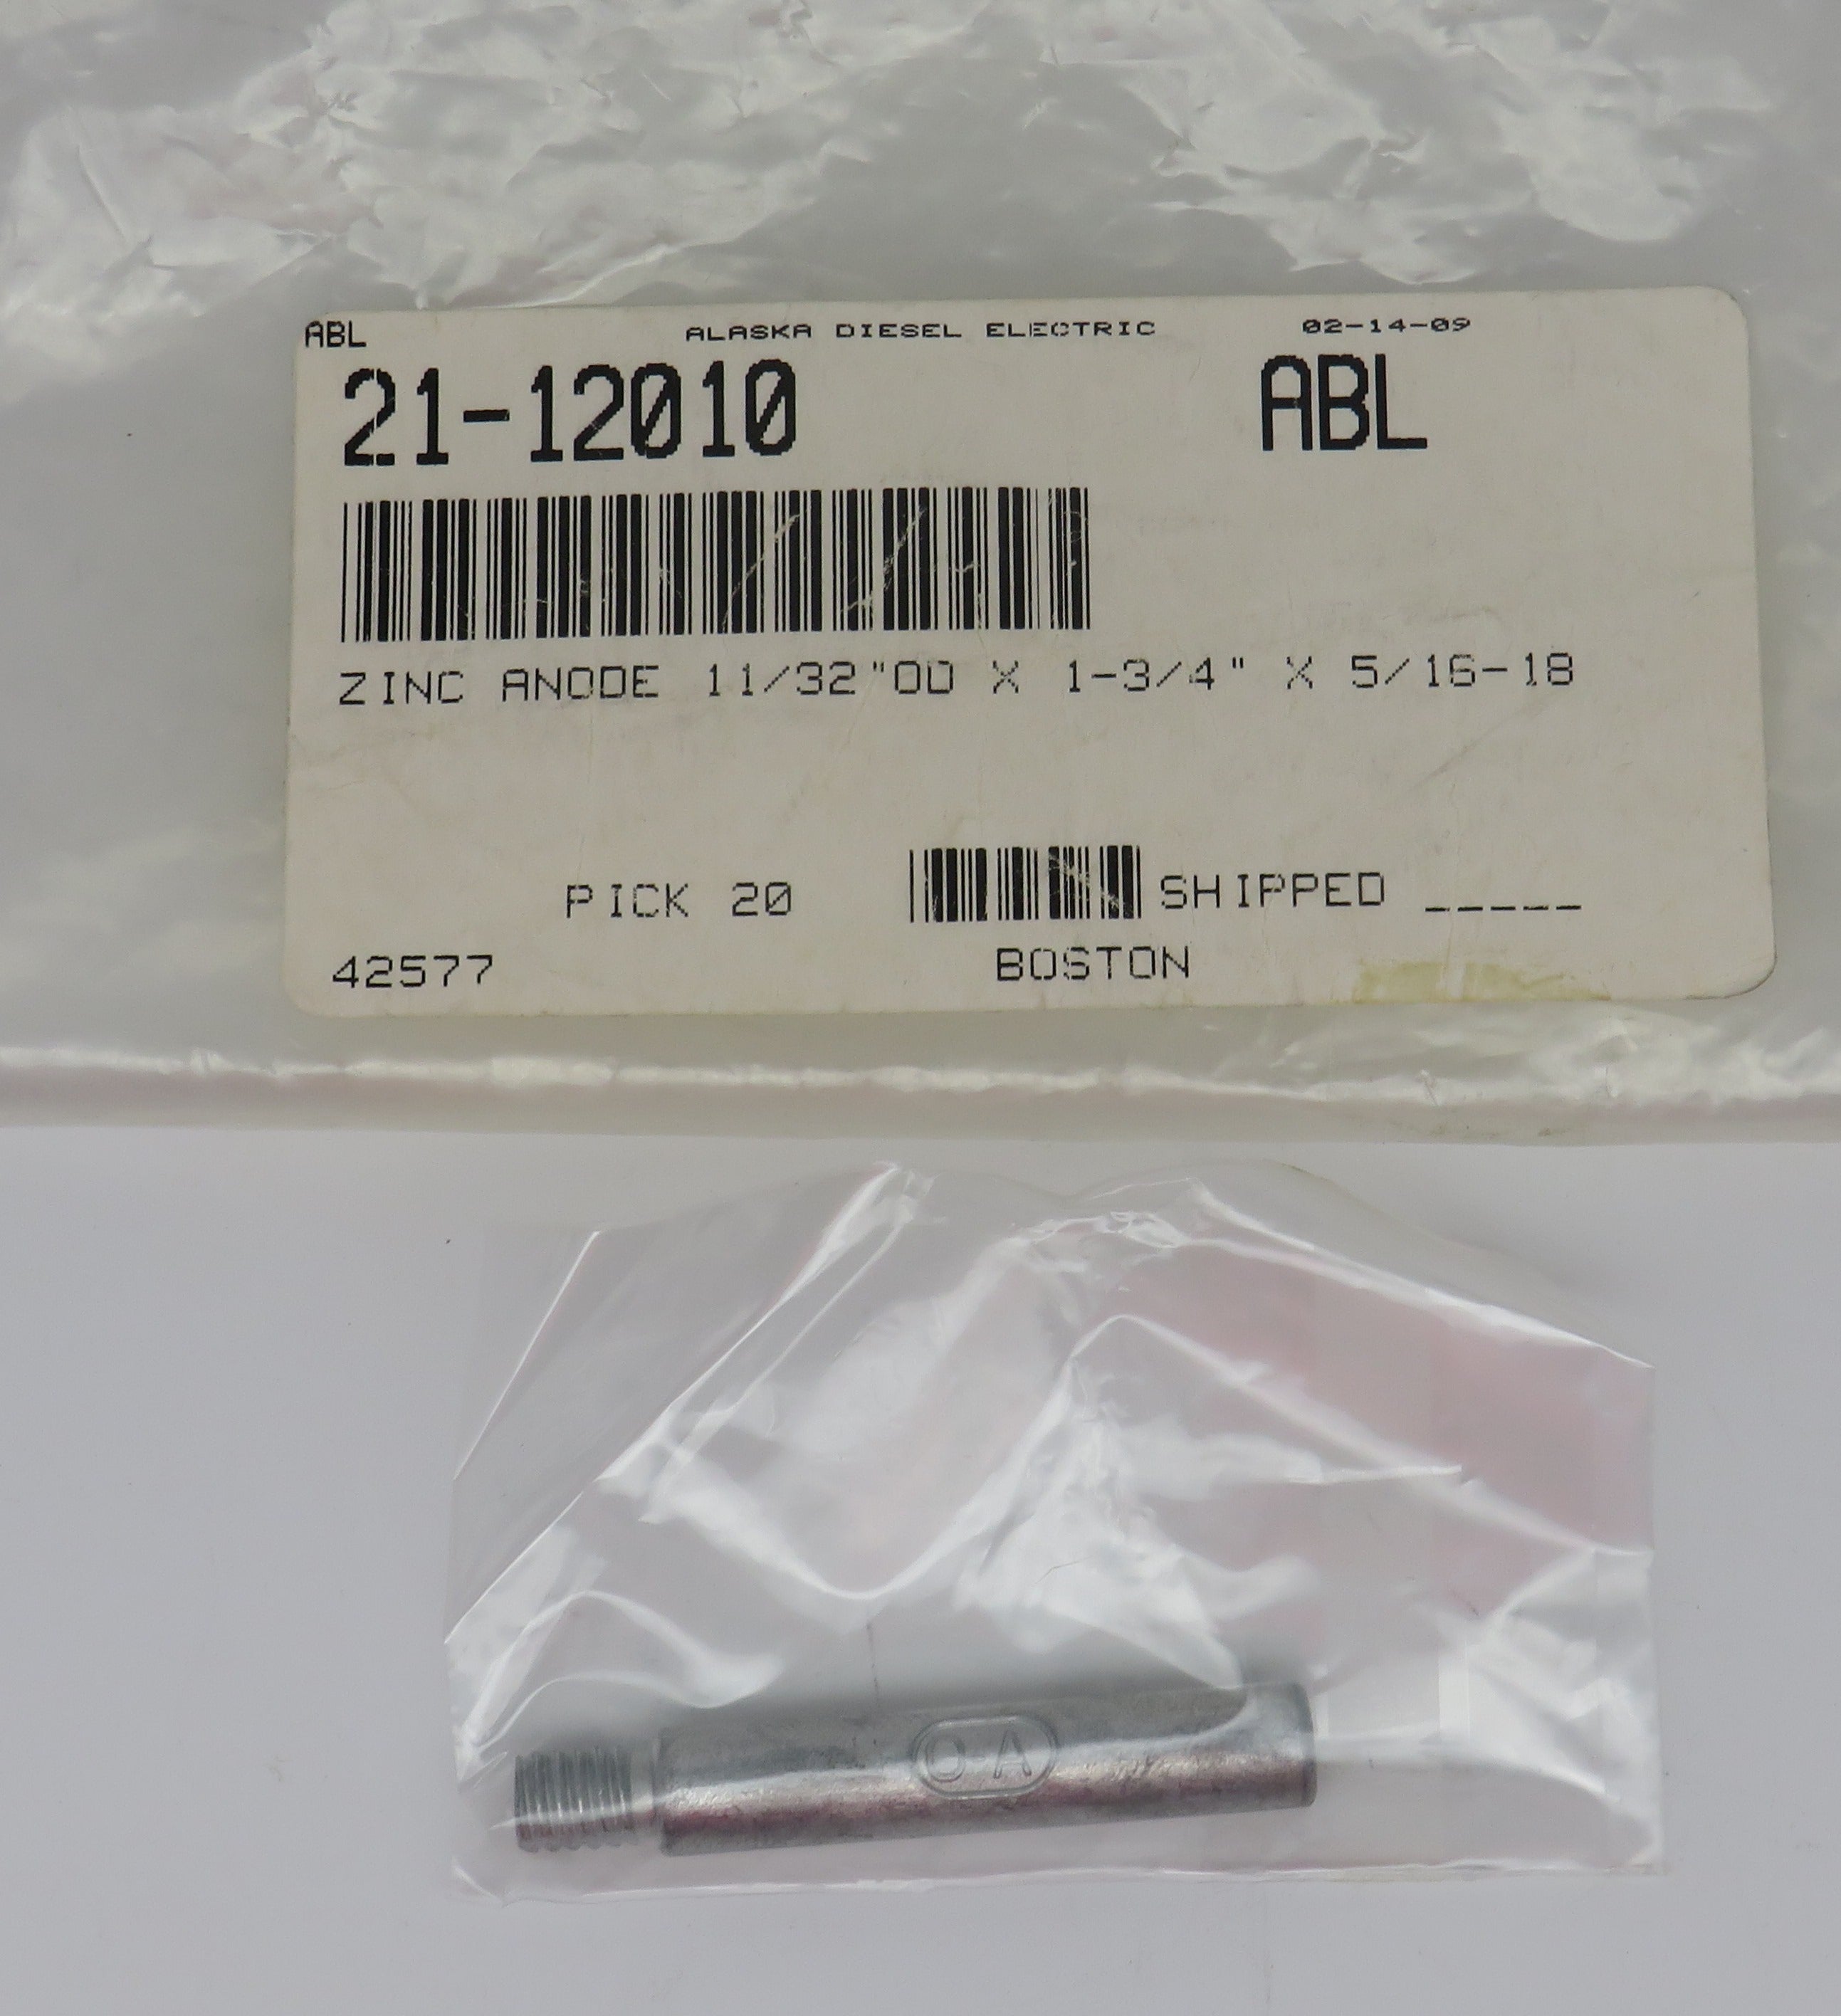 ABL ALASKA DIESEL ELECTRIC 02-14-09
21-12010 ABL
ZINC ANODE 11/32"OD X 1-3/4" X 5/16-18
PICK 20 SHIPPED _____
42577 BOSTON
O-A